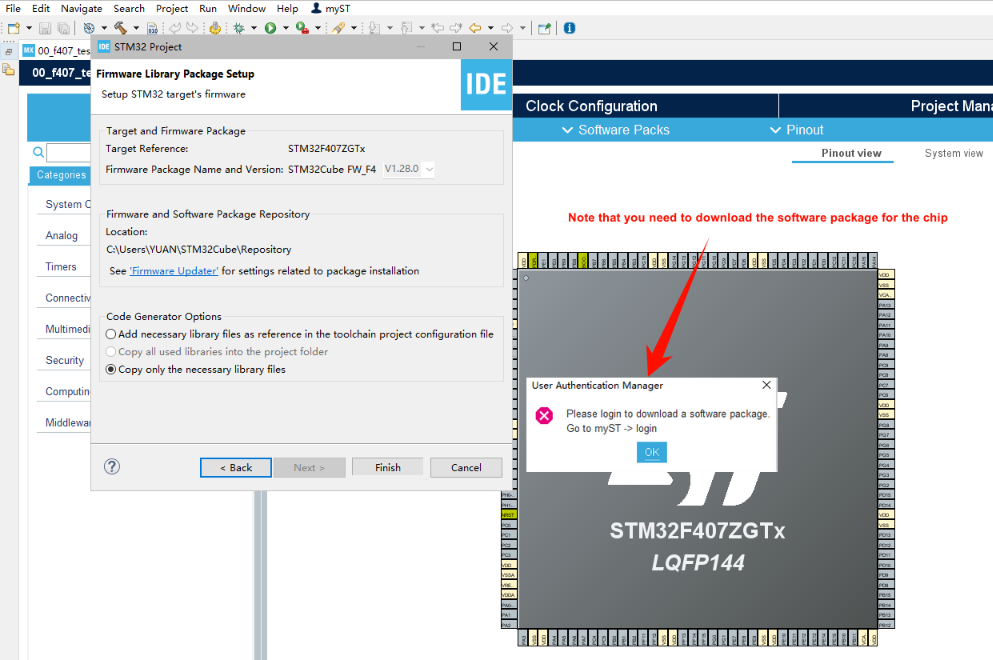 File Edit Navigate Search Project Run Window Help myST
MX 00_f407_tes
00_f407_te
IDE STM32 Project
Firmware Library Package Setup
Setup STM32 target's firmware
IDE
Target and Firmware Package
Target Reference: STM32F407ZGTx
Firmware Package Name and Version: STM32Cube FW_F4 V1.28.0
Firmware and Software Package Repository
Location:
C:\Users\YUAN\STM32Cube\Repository
See 'Firmware Updater' for settings related to package installation
Code Generator Options
Add necessary library files as reference in the toolchain project configuration file
Copy all used libraries into the project folder
Copy only the necessary library files
< Back Next > Finish Cancel
Categories
System C
Analog
Timers
Connectiv
Multimedi
Security
Computing
Middlewar
Clock Configuration
Project Mana
Software Packs
Pinout
Pinout view
System view
Note that you need to download the software package for the chip
User Authentication Manager
Please login to download a software package.
Go to myST -> login
OK
STM32F407ZGTx
LQFP144